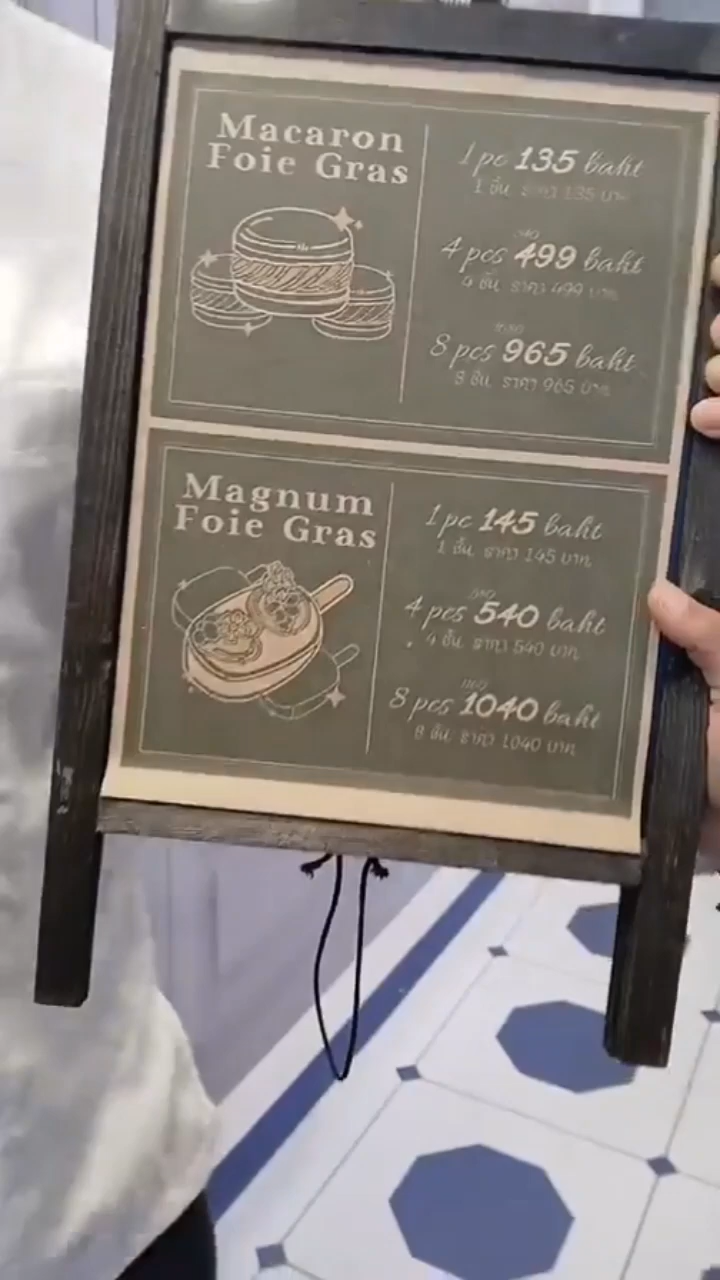 Macaron
Foie Gras
1 pc 135 baht
1 ชิ้น ราคา 135 บาท
540
4 pcs 499 baht
4 ชิ้น ราคา 499 บาท
8 pcs 965 baht
8 ชิ้น ราคา 965 บาท
Magnum
Foie Gras
1 pc 145 baht
1 ชิ้น ราคา 145 บาท
4 pcs 540 baht
4 ชิ้น ราคา 540 บาท
8 pcs 1040 baht
8 ชิ้น ราคา 1040 บาท